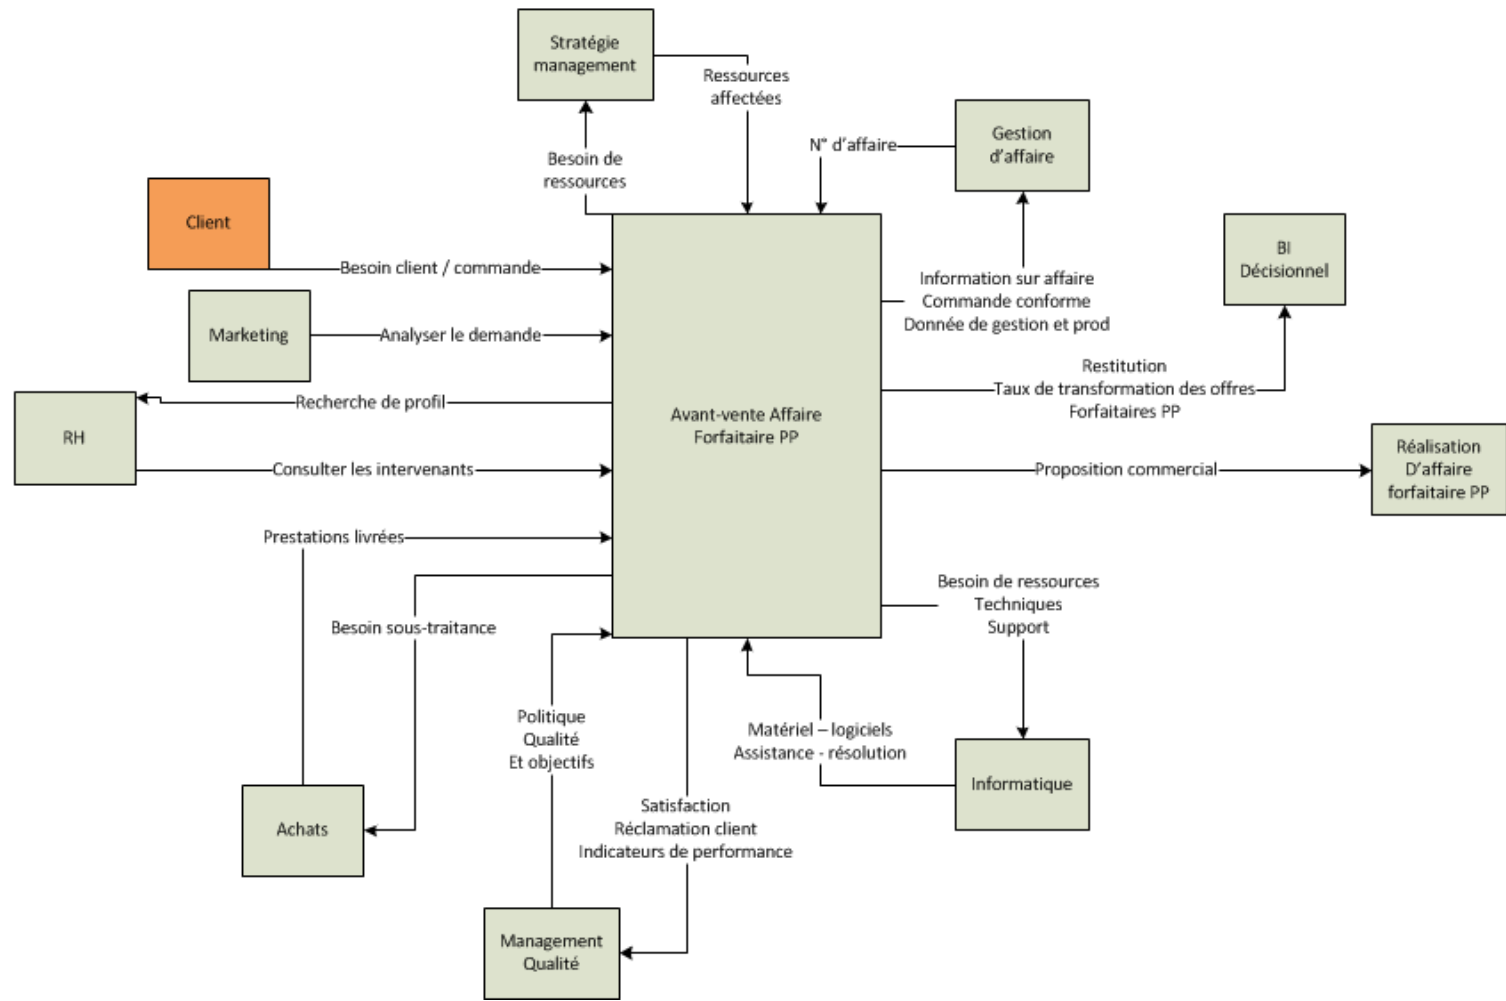 Stratégie
management
Ressources
affectées
Gestion
d'affaire
N° d'affaire
Besoin de
ressources
Client
BI
Décisionnel
Besoin client / commande
Information sur affaire
Commande conforme
Donnée de gestion et prod
Marketing
Analyser le demande
Restitution
Taux de transformation des offres
Forfaitaires PP
Recherche de profil
Avant-vente Affaire
Forfaitaire PP
RH
Consulter les intervenants
Proposition commercial
Réalisation
D'affaire
forfaitaire PP
Prestations livrées
Besoin de ressources
Techniques
Support
Besoin sous-traitance
Politique
Qualité
Et objectifs
Matériel – logiciels
Assistance - résolution
Informatique
Satisfaction
Réclamation client
Indicateurs de performance
Achats
Management
Qualité